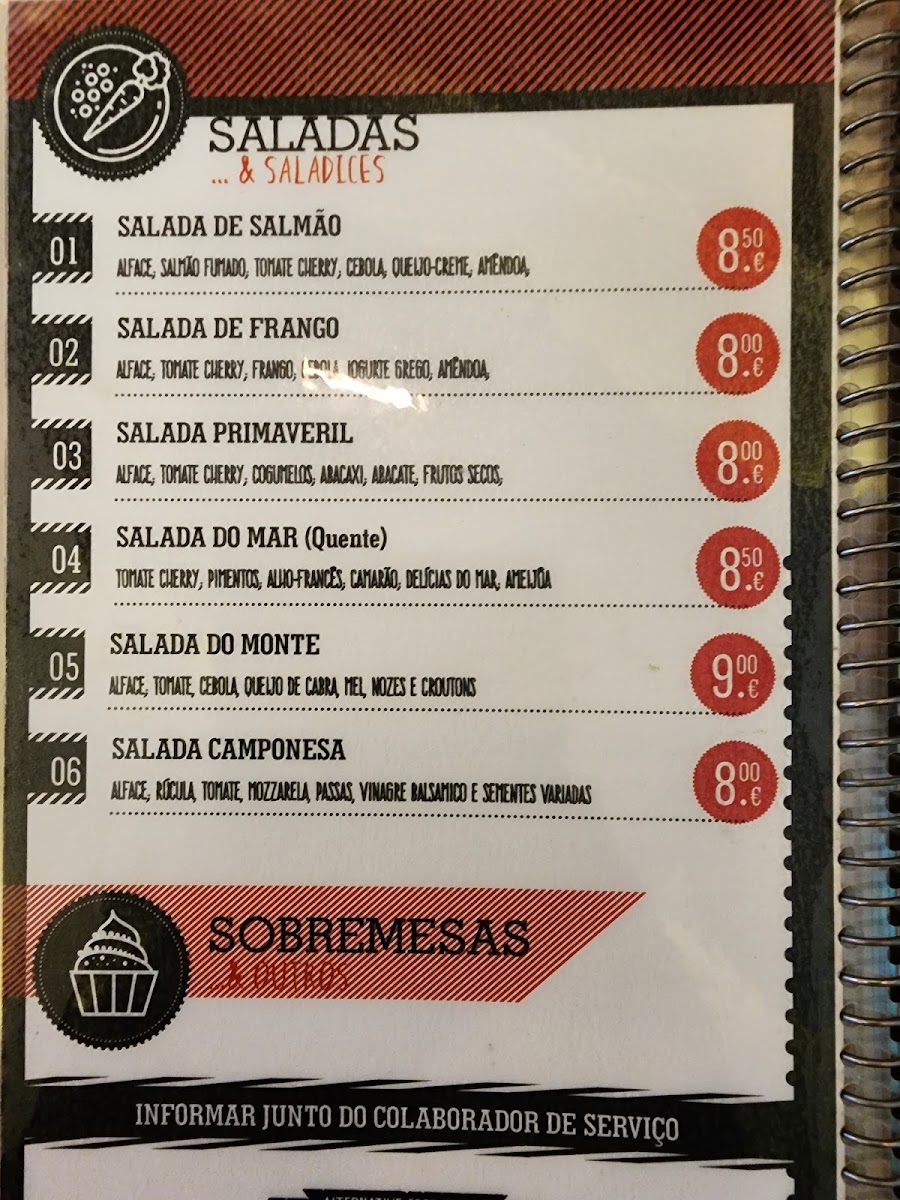 SALADAS
... & SALADICES
01
SALADA DE SALMÃO
8.50€
ALFACE, SALMÃO FUMADO, TOMATE CHERRY, CEBOLA, QUEIJO-CREME, AMÊNDOA,
02
SALADA DE FRANGO
8.00€
ALFACE, TOMATE CHERRY, FRANGO, CEBOLA, IOGURTE GREGO, AMÊNDOA,
03
SALADA PRIMAVERIL
8.00€
ALFACE, TOMATE CHERRY, COGUMELOS, ABACAXI, ABACATE, FRUTOS SECOS,
04
SALADA DO MAR (Quente)
8.50€
TOMATE CHERRY, PIMENTOS, ALHO-FRANCÊS, CAMARÃO, DELÍCIAS DO MAR, AMEIJÔA
05
SALADA DO MONTE
9.00€
ALFACE, TOMATE, CEBOLA, QUEIJO DE CABRA, MEL, NOZES E CROUTONS
06
SALADA CAMPONESA
8.00€
ALFACE, RÚCULA, TOMATE, MOZZARELA, PASSAS, VINAGRE BALSAMICO E SEMENTES VARIADAS
SOBREMESAS
...& OUTROS
INFORMAR JUNTO DO COLABORADOR DE SERVIÇO